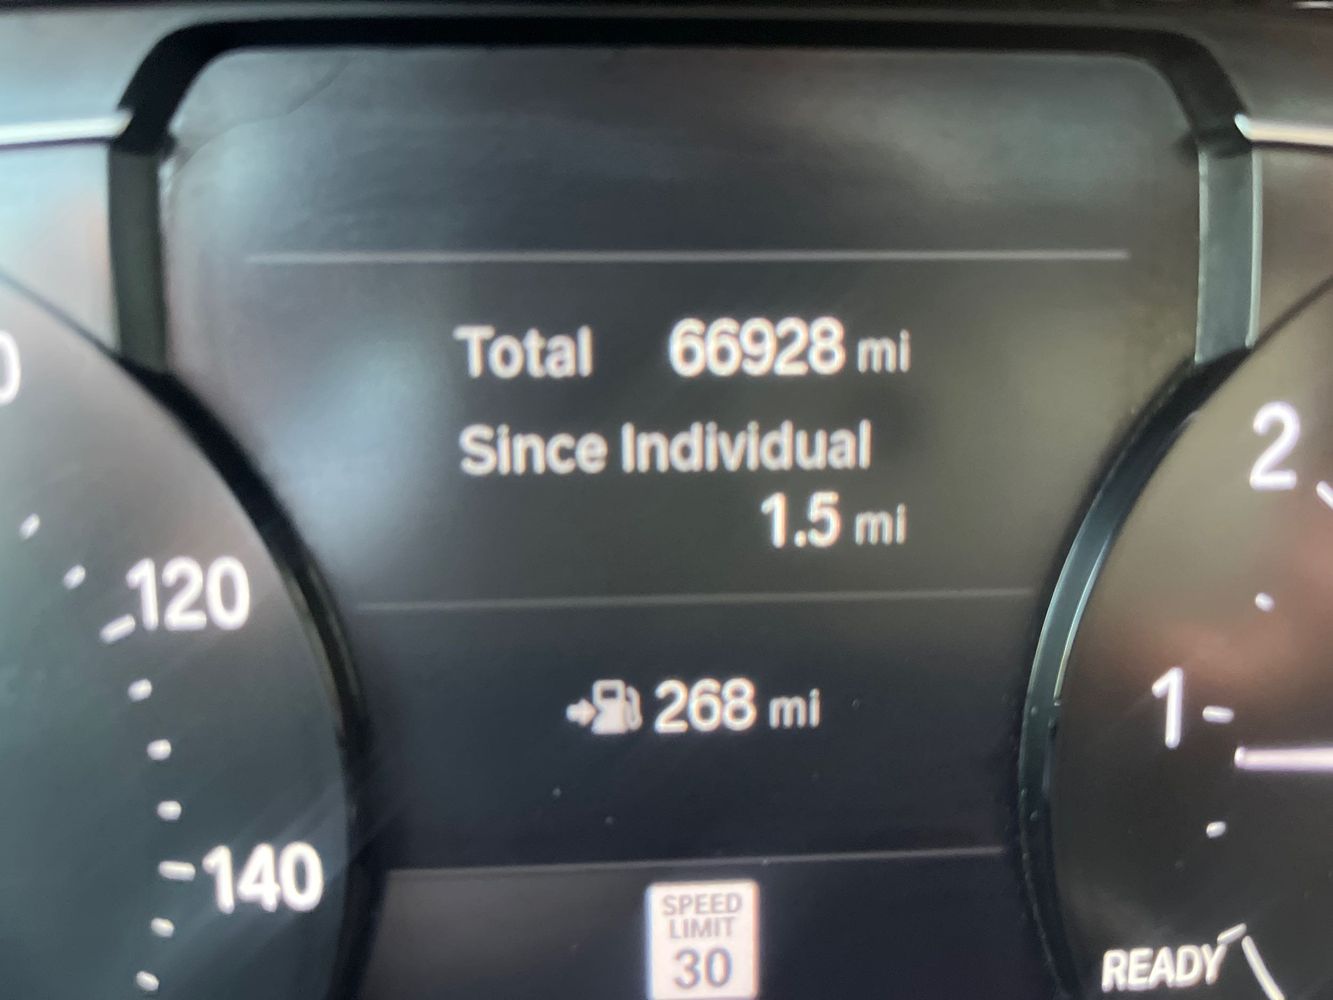 Total 66928 mi
Since Individual
1.5 mi
268 mi
120
140
2
1
READY
SPEED
LIMIT
30